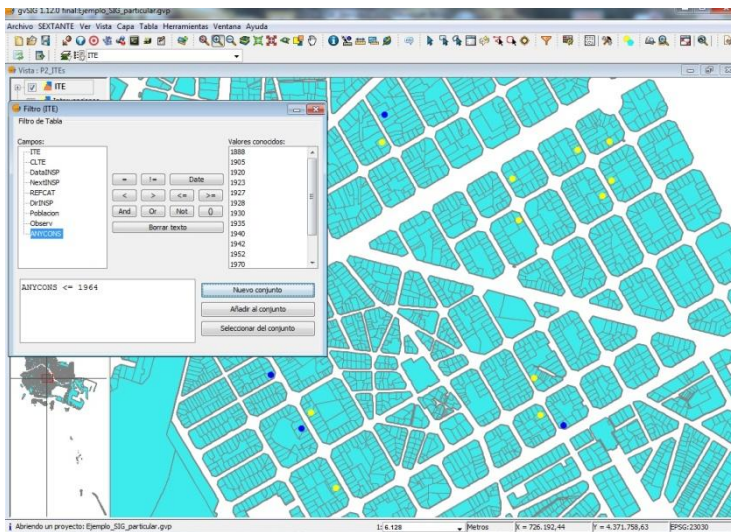 gvSIG 1.12.0 final:Ejemplo_SIG_particular.gvp
Archivo SEXTANTE Ver Vista Capa Tabla Herramientas Ventana Ayuda
ITE
Vista : P2_ITEs
ITE
Filtro (ITE)
Filtro de Tabla
Campos:
Valores conocidos:
ITE
CLTE
DataINSP
NextINSP
REFCAT
OrINSP
Poblacion
Observ
ANYCONS
= != Date
< > <= >=
And Or Not ()
Borrar texto
1888
1905
1920
1923
1927
1928
1930
1935
1940
1942
1952
1970
ANYCONS <= 1964
Nuevo conjunto
Añadir al conjunto
Seleccionar del conjunto
Abriendo un proyecto: Ejemplo_SIG_particular.gvp 1: 6.128 Metros X = 726.192,44 Y = 4.371.758,63 EPSG:23030